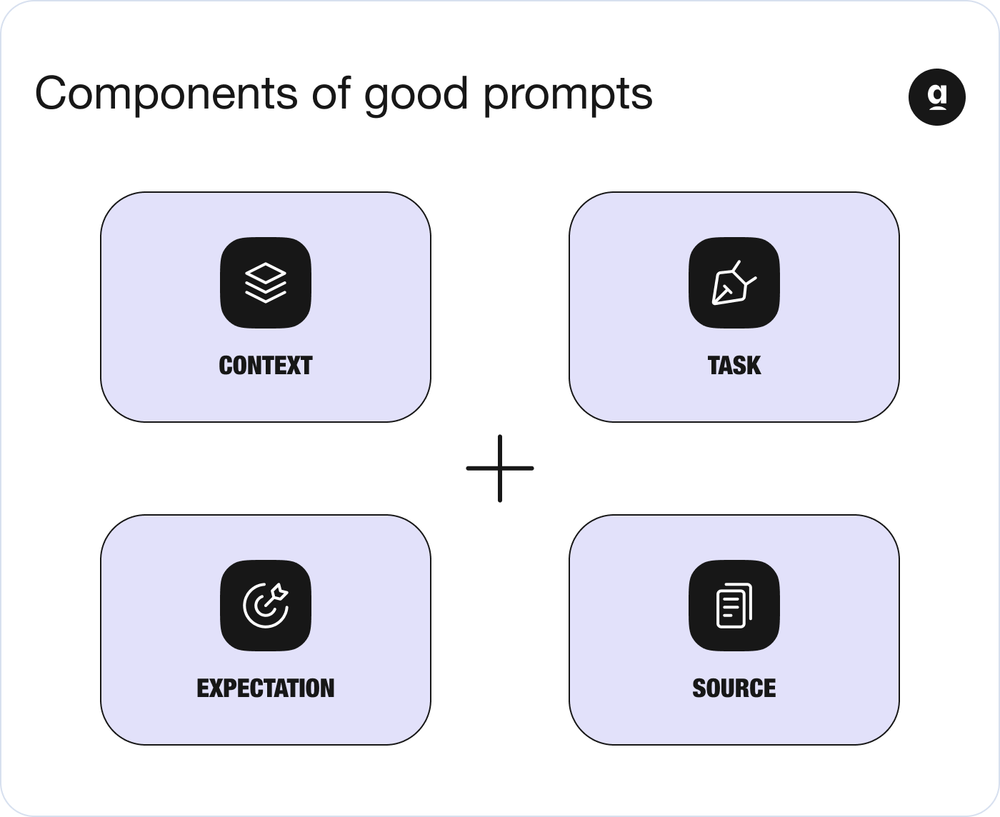 Components of good prompts
a
CONTEXT
TASK
EXPECTATION
SOURCE